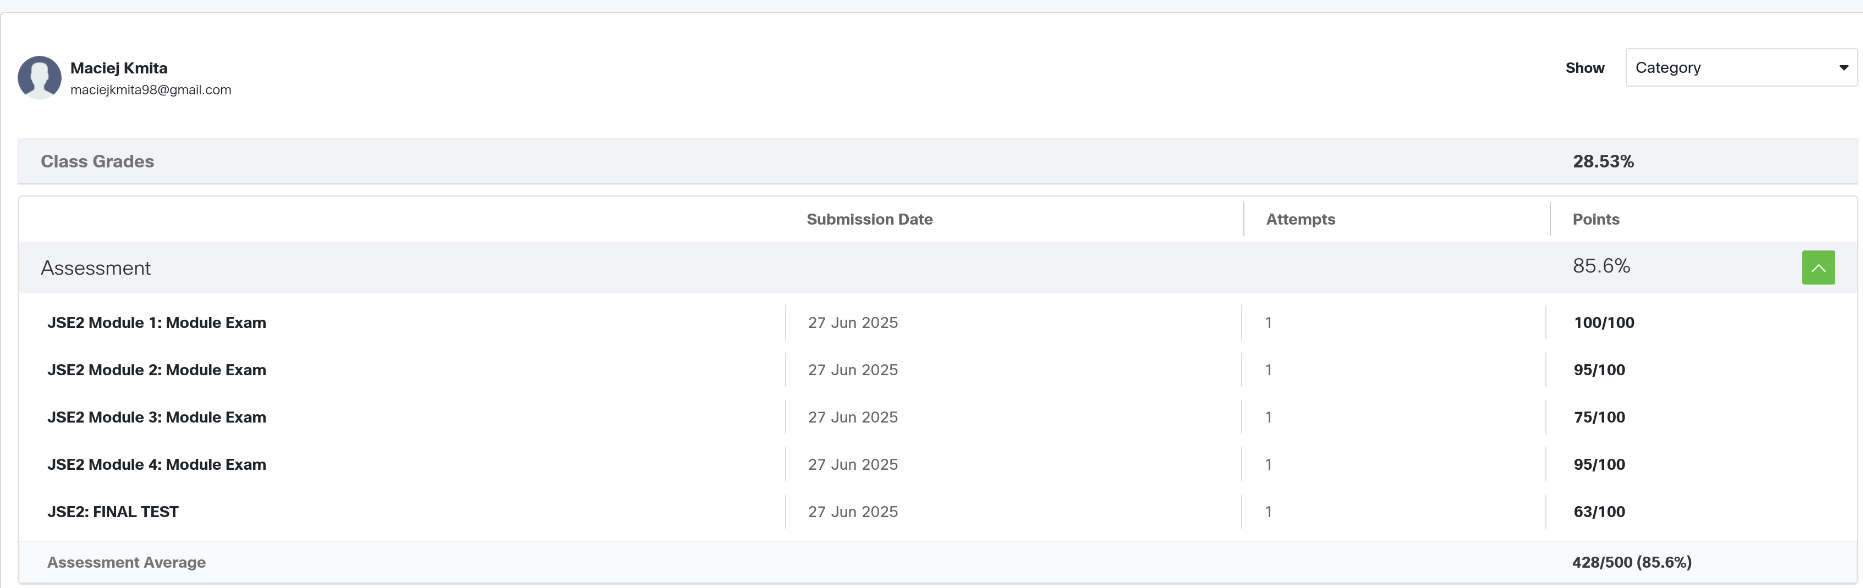 Maciej Kmita
maciejkmita98@gmail.com
Show Category
Class Grades 28.53%
Submission Date Attempts Points
Assessment 85.6%
JSE2 Module 1: Module Exam 27 Jun 2025 1 100/100
JSE2 Module 2: Module Exam 27 Jun 2025 1 95/100
JSE2 Module 3: Module Exam 27 Jun 2025 1 75/100
JSE2 Module 4: Module Exam 27 Jun 2025 1 95/100
JSE2: FINAL TEST 27 Jun 2025 1 63/100
Assessment Average 428/500 (85.6%)